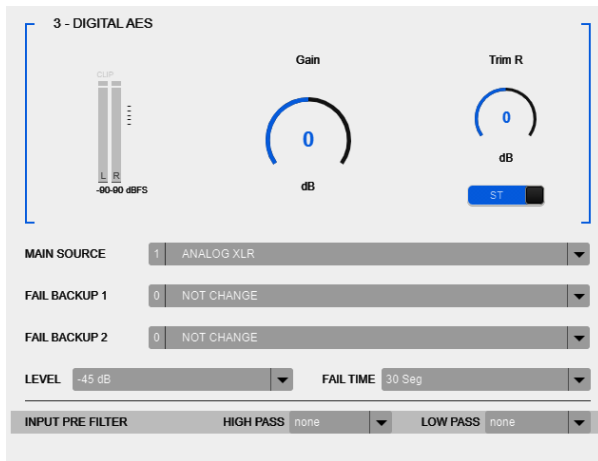 3 - DIGITAL AES
CLIP
Gain
Trim R
0
0
dB
L R
-90-90 dBFS
dB
ST
MAIN SOURCE 1 ANALOG XLR
FAIL BACKUP 1 0 NOT CHANGE
FAIL BACKUP 2 0 NOT CHANGE
LEVEL -45 dB FAIL TIME 30 Seg
INPUT PRE FILTER HIGH PASS none LOW PASS none